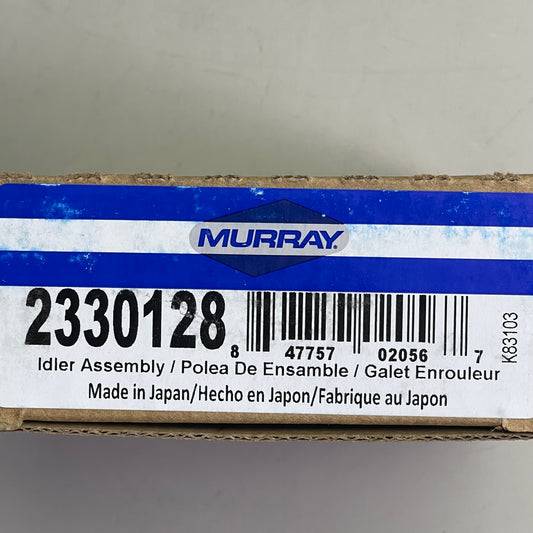 MURRAY.
2330128
8 47757 02056 7
K83103
Idler Assembly / Polea De Ensamble / Galet Enrouleur
Made in Japan/Hecho en Japon/Fabrique au Japon